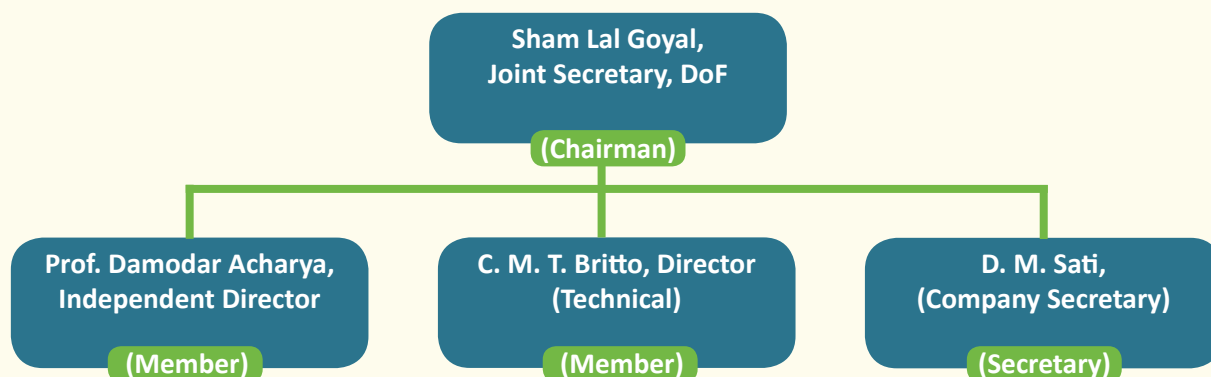 Sham Lal Goyal,
Joint Secretary, DoF
(Chairman)
Prof. Damodar Acharya,
Independent Director
(Member)
C. M. T. Britto, Director
(Technical)
(Member)
D. M. Sati,
(Company Secretary)
(Secretary)